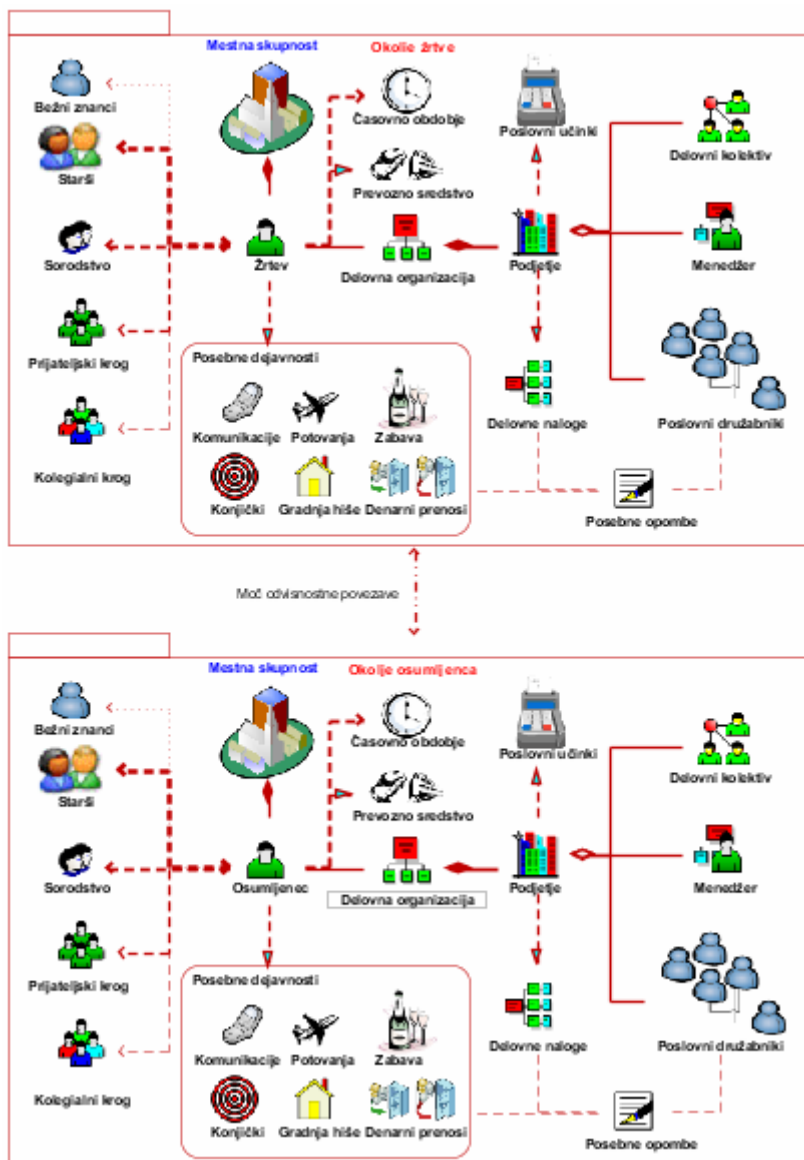 Mestna skupnost
Okolje žrtve
Bežni znanci
Časovno obdobje
Poslovni učinki
Delovni kolektiv
Starši
Prevozno sredstvo
Sorodstvo
Žrtev
Delovna organizacija
Podjetje
Menedžer
Prijateljski krog
Posebne dejavnosti
Komunikacije
Potovanja
Zabava
Delovne naloge
Poslovni družabniki
Kolegialni krog
Konjički
Gradnja hiše
Denarni prenosi
Posebne opombe
Moč odvisnostne povezave
Mestna skupnost
Okolje osumljenca
Bežni znanci
Časovno obdobje
Poslovni učinki
Delovni kolektiv
Starši
Prevozno sredstvo
Sorodstvo
Osumljenec
Delovna organizacija
Podjetje
Menedžer
Prijateljski krog
Posebne dejavnosti
Komunikacije
Potovanja
Zabava
Delovne naloge
Poslovni družabniki
Kolegialni krog
Konjički
Gradnja hiše
Denarni prenosi
Posebne opombe